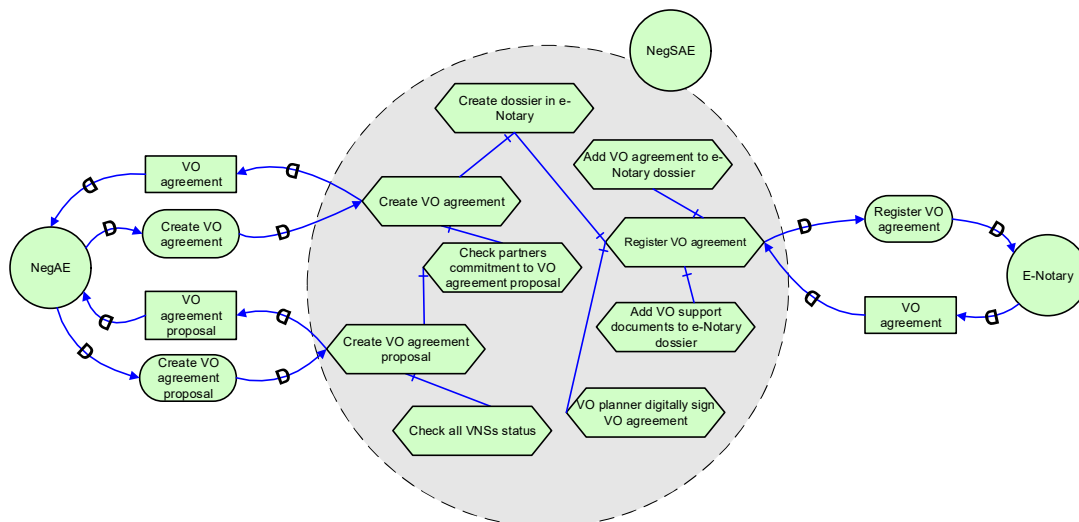 NegSAE
Create dossier in e-
Notary
Add VO agreement to e-
Notary dossier
VO
agreement
D
D
Create VO agreement
Create VO
agreement
D
D
Register VO
agreement
D
D
Register VO agreement
NegAE
Check partners
commitment to VO
agreement proposal
E-Notary
VO
agreement
proposal
D
D
D
D
VO
agreement
Add VO support
documents to e-Notary
dossier
Create VO agreement
proposal
Create VO
agreement
proposal
D
D
VO planner digitally sign
VO agreement
Check all VNSs status